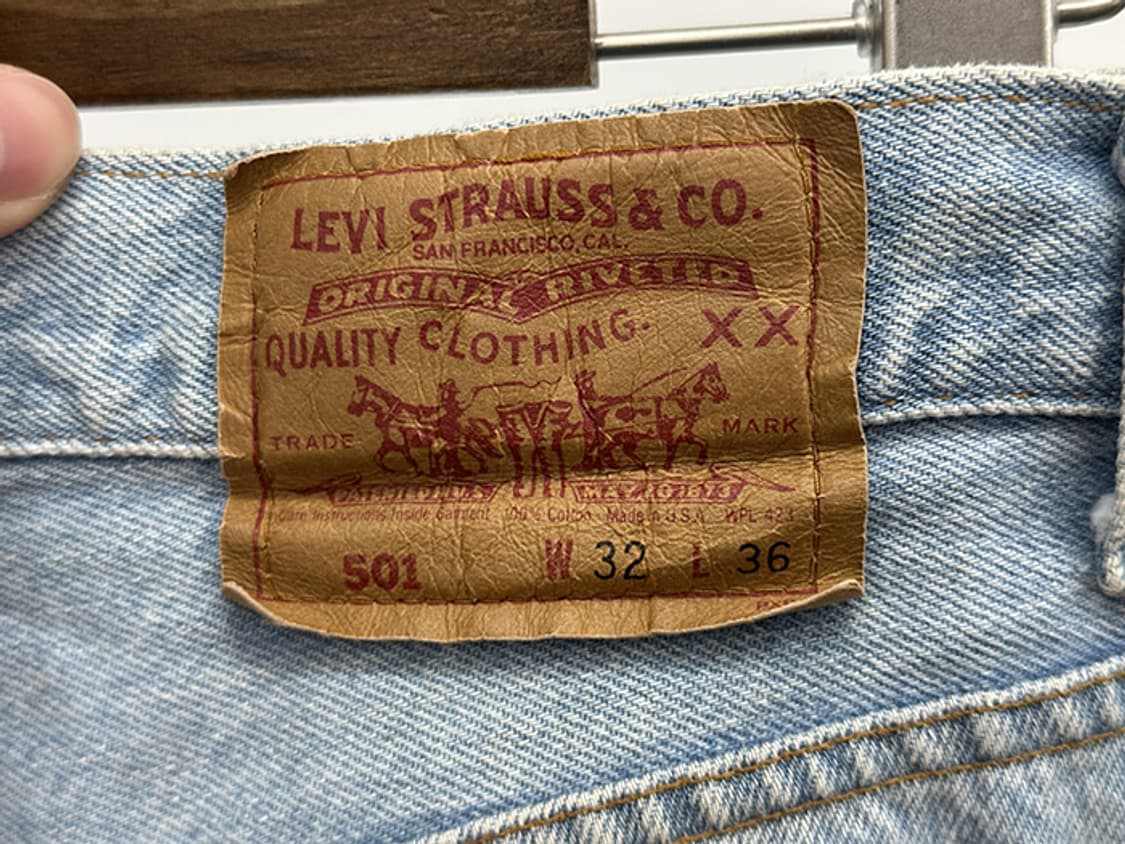 LEVI STRAUSS & CO.
SAN FRANCISCO, CAL.
ORIGINAL RIVETED
QUALITY CLOTHING. XX
TRADE MARK
Care Instructions Inside Garment 100% Cotton Made in U.S.A. WPL 423
501 W 32 L 36